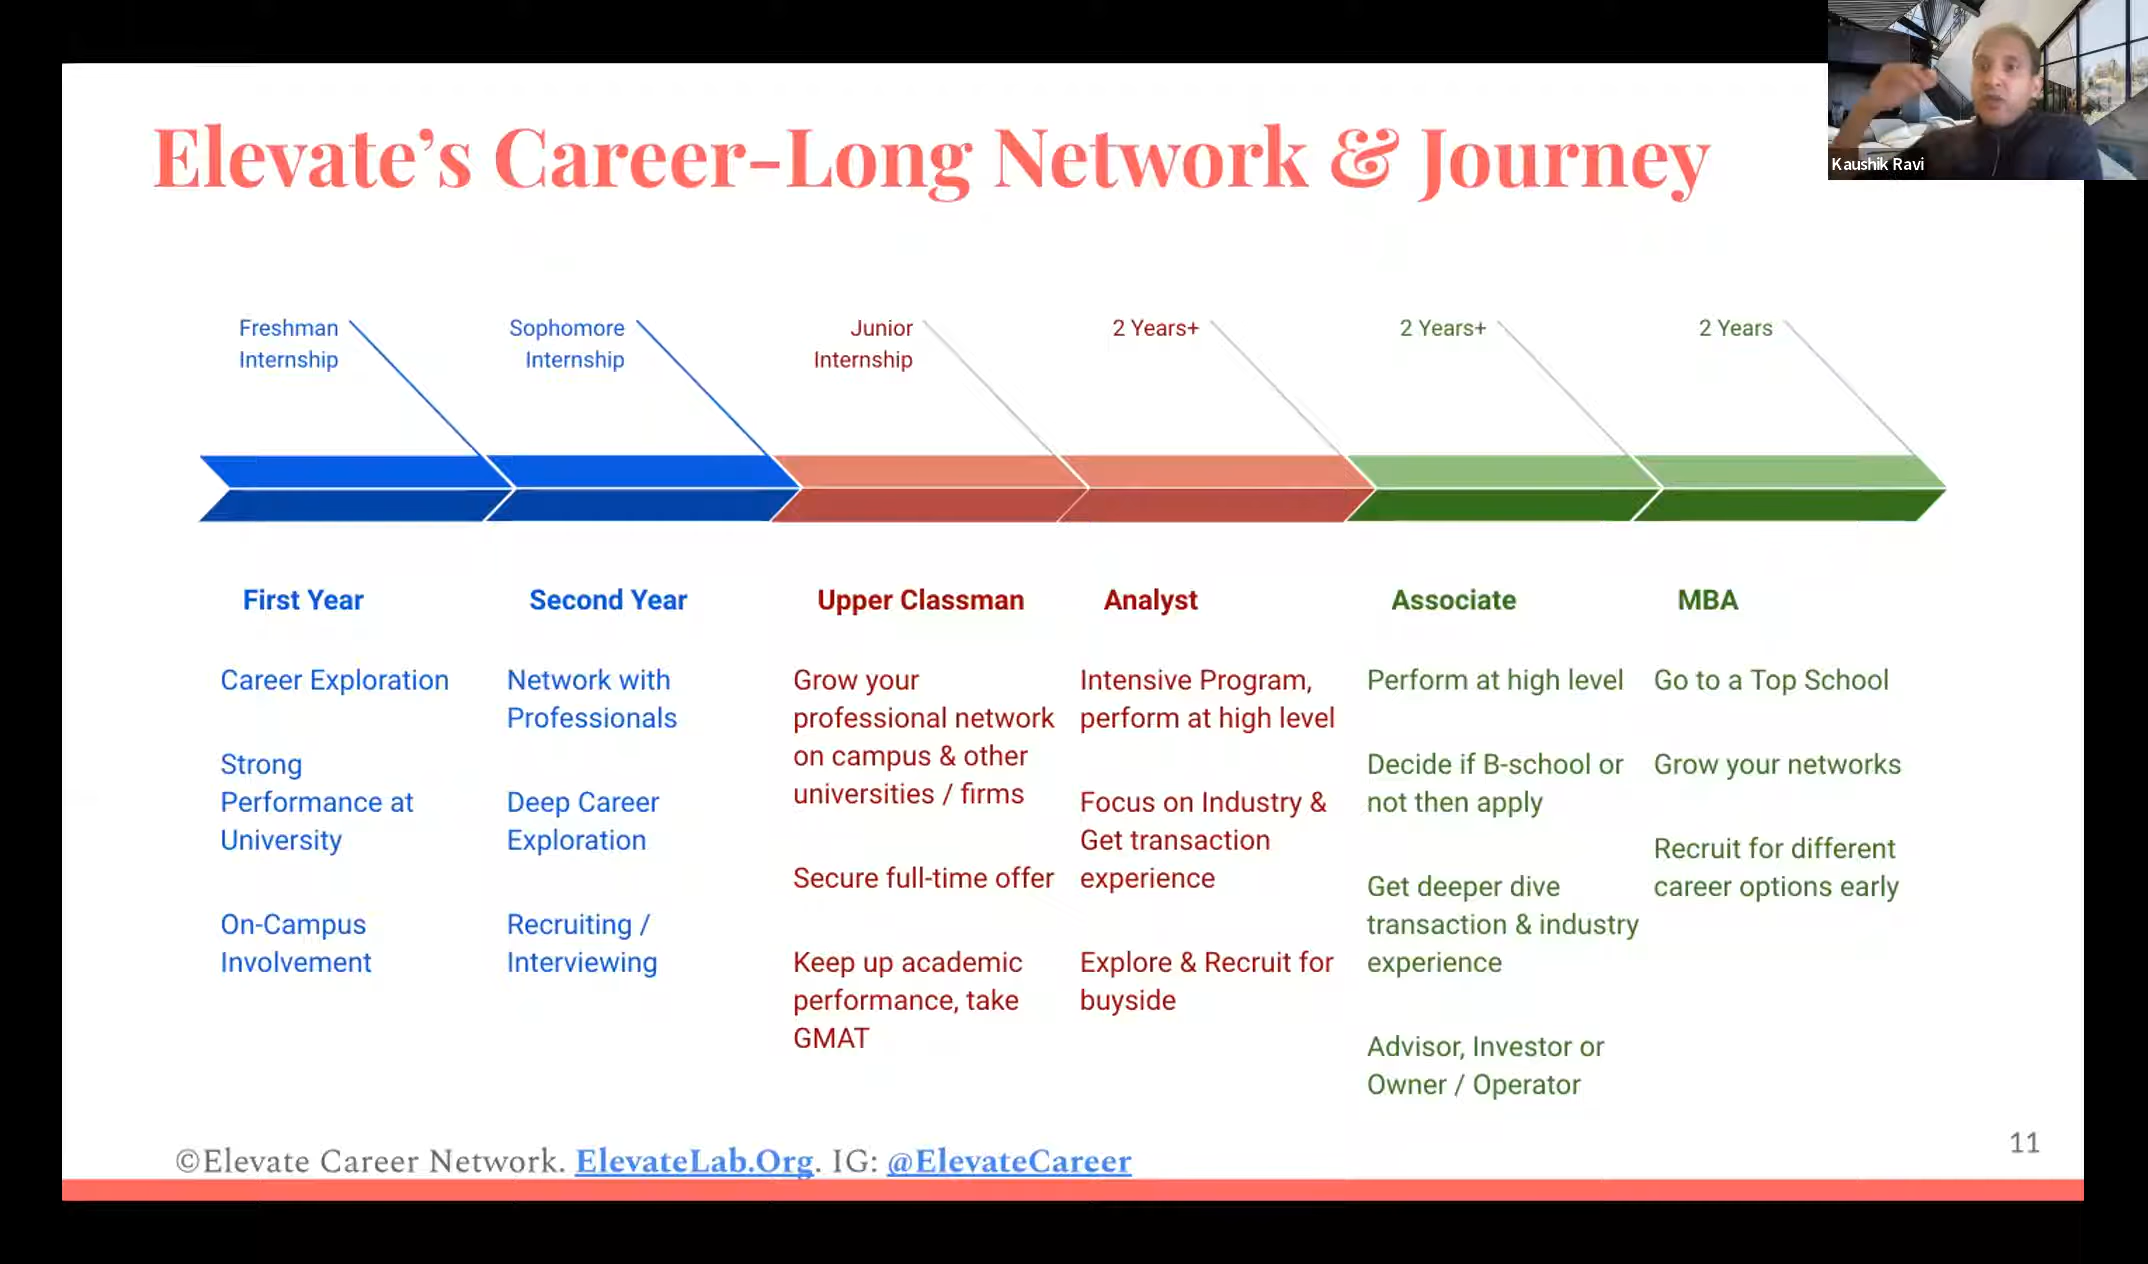 Elevate’s Career-Long Network & Journey
Kaushik Ravi
Freshman
Internship
Sophomore
Internship
Junior
Internship
2 Years+
2 Years+
2 Years
First Year
Career Exploration
Strong
Performance at
University
On-Campus
Involvement
Second Year
Network with
Professionals
Deep Career
Exploration
Recruiting /
Interviewing
Upper Classman
Grow your
professional network
on campus & other
universities / firms
Secure full-time offer
Keep up academic
performance, take
GMAT
Analyst
Intensive Program,
perform at high level
Focus on Industry &
Get transaction
experience
Explore & Recruit for
buyside
Associate
Perform at high level
Decide if B-school or
not then apply
Get deeper dive
transaction & industry
experience
Advisor, Investor or
Owner / Operator
MBA
Go to a Top School
Grow your networks
Recruit for different
career options early
©Elevate Career Network. ElevateLab.Org. IG: @ElevateCareer
11